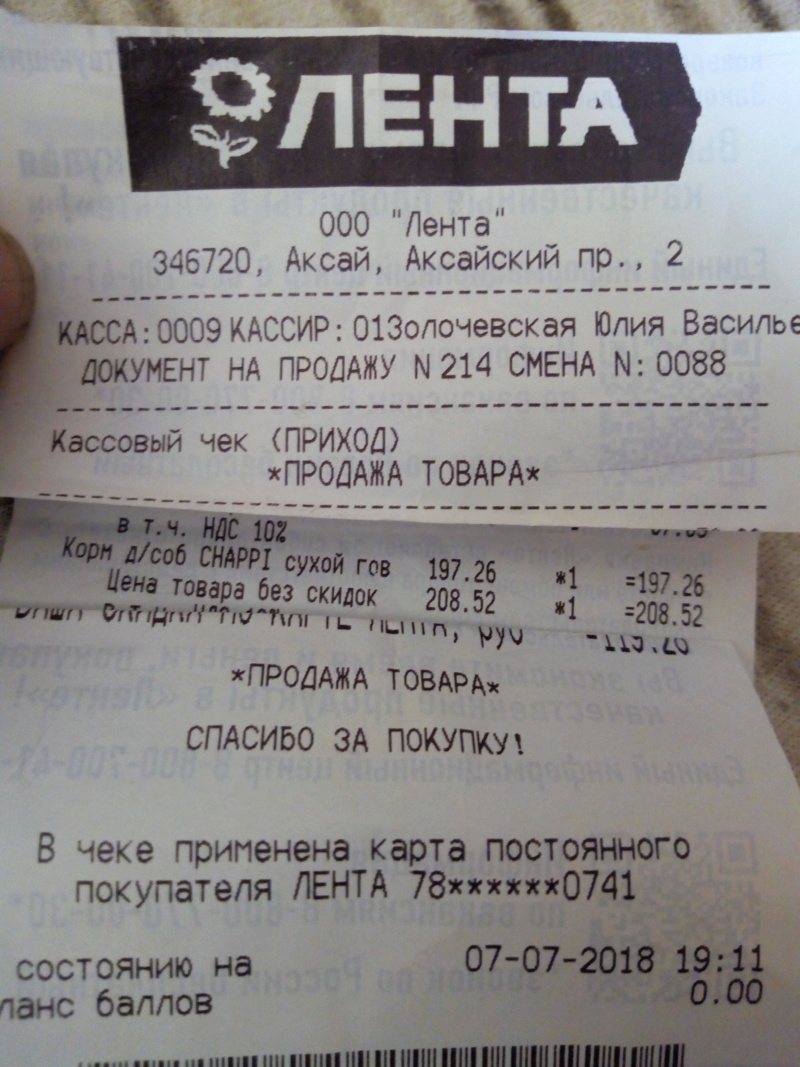 ЛЕНТА
ООО "Лента"
346720, Аксай, Аксайский пр., 2
КАССА:0009 КАССИР: 01Золочевская Юлия Василье
ДОКУМЕНТ НА ПРОДАЖУ N 214 СМЕНА N: 0088
Кассовый чек (ПРИХОД)
*ПРОДАЖА ТОВАРА*
в т.ч. НДС 10%
Корм д/соб CHAPPI сухой гов 197.26 *1 =197.26
Цена товара без скидок 208.52 *1 =208.52
руб
*ПРОДАЖА ТОВАРА*
СПАСИБО ЗА ПОКУПКУ!
В чеке применена карта постоянного
покупателя ЛЕНТА 78******0741
состоянию на 07-07-2018 19:11
ланс баллов 0.00